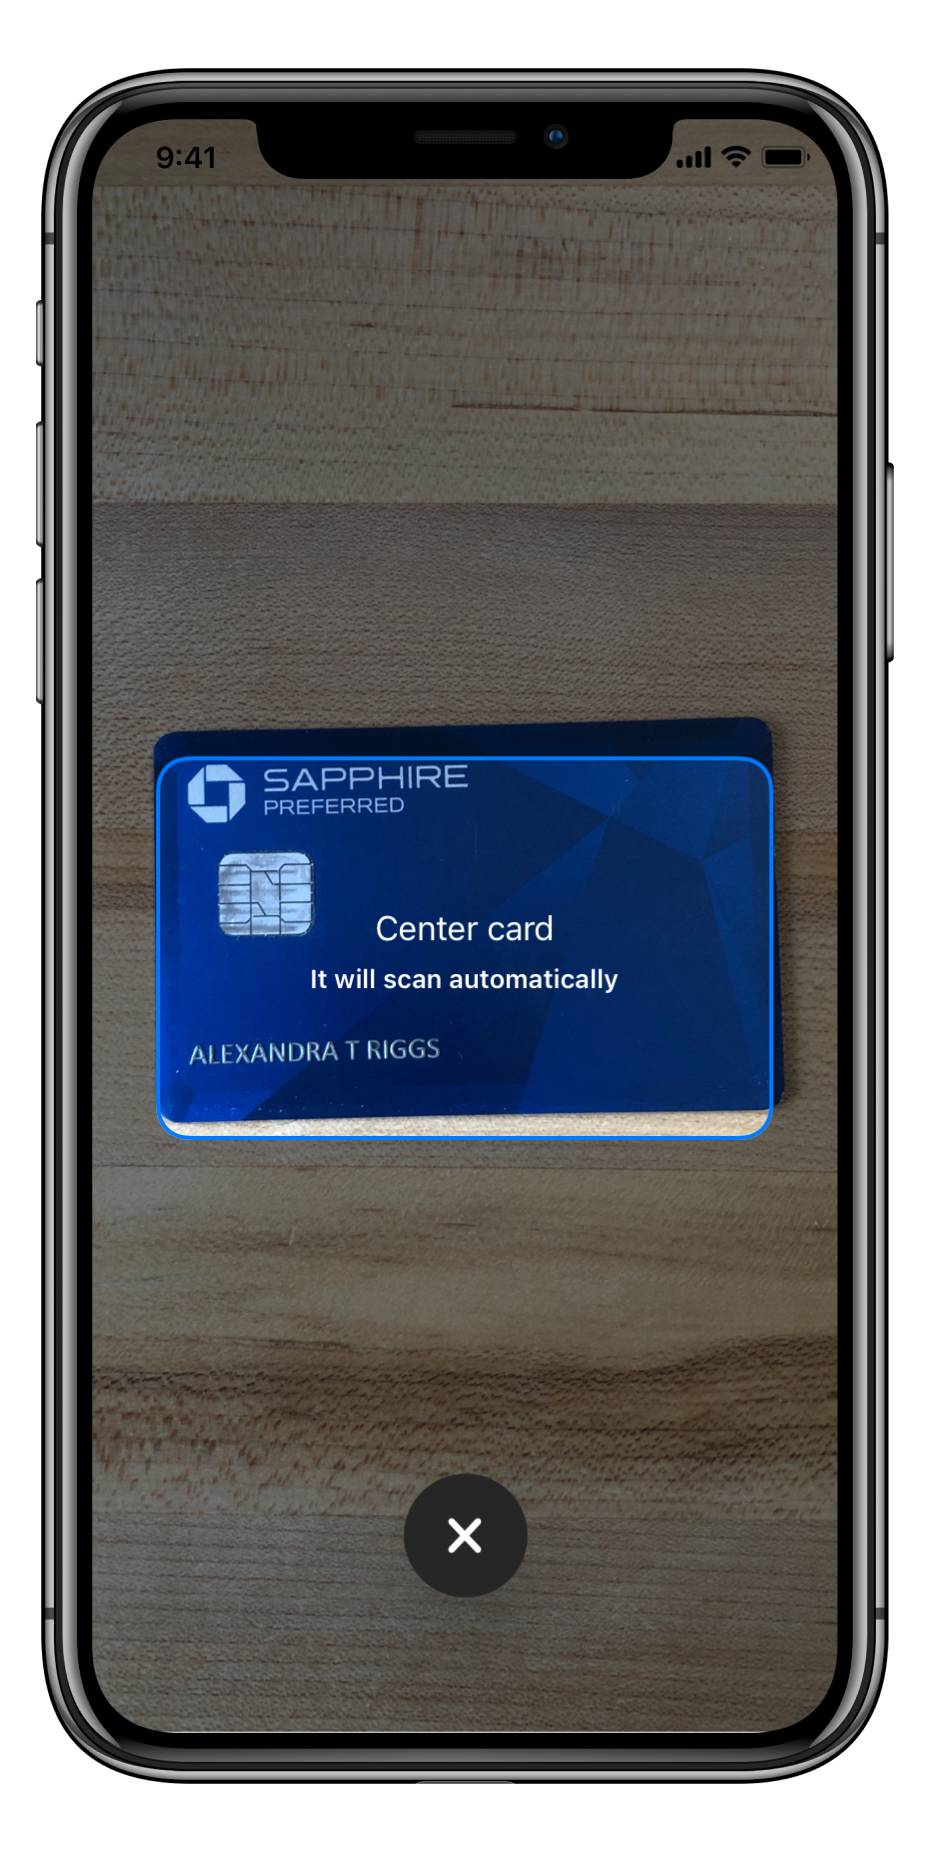 9:41
SAPPHIRE
PREFERRED
Center card
It will scan automatically
ALEXANDRA T RIGGS